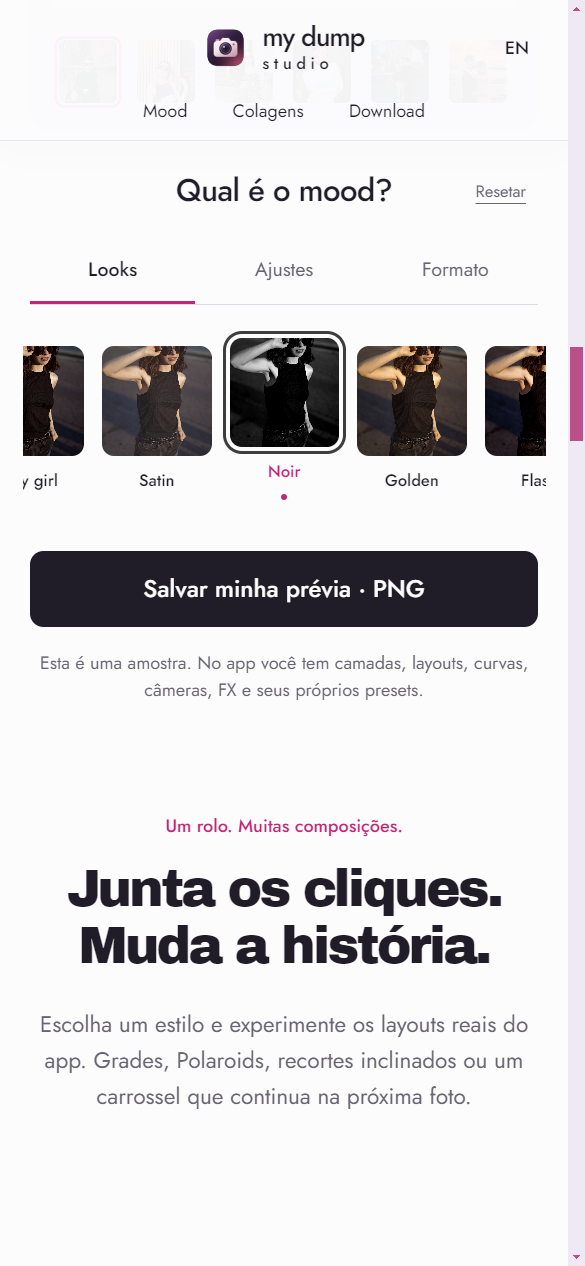 my dump
studio
EN
Mood
Colagens
Download
Qual é o mood?
Resetar
Looks
Ajustes
Formato
y girl
Satin
Noir
Golden
Flas
Salvar minha prévia · PNG
Esta é uma amostra. No app você tem camadas, layouts, curvas,
câmeras, FX e seus próprios presets.
Um rolo. Muitas composições.
Junta os cliques.
Muda a história.
Escolha um estilo e experimente os layouts reais do
app. Grades, Polaroids, recortes inclinados ou um
carrossel que continua na próxima foto.